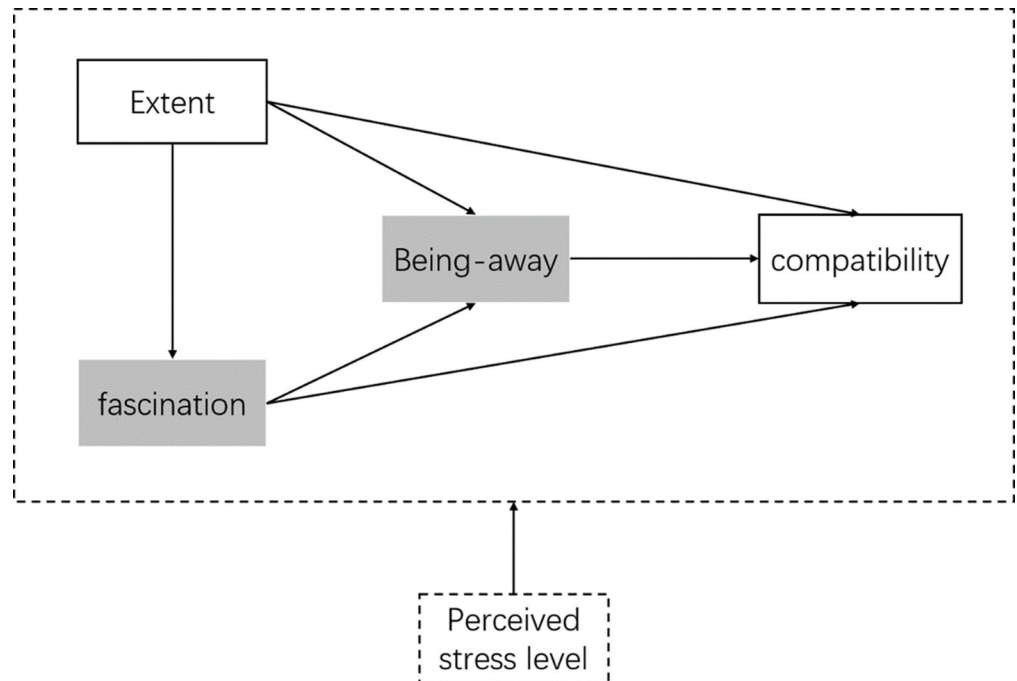 Extent
Being-away
compatibility
fascination
Perceived
stress level